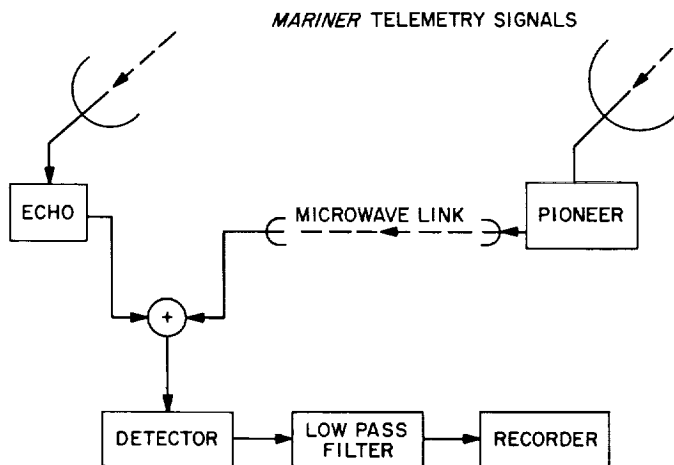 MARINER TELEMETRY SIGNALS
ECHO
MICROWAVE LINK
PIONEER
+
DETECTOR
LOW PASS
FILTER
RECORDER